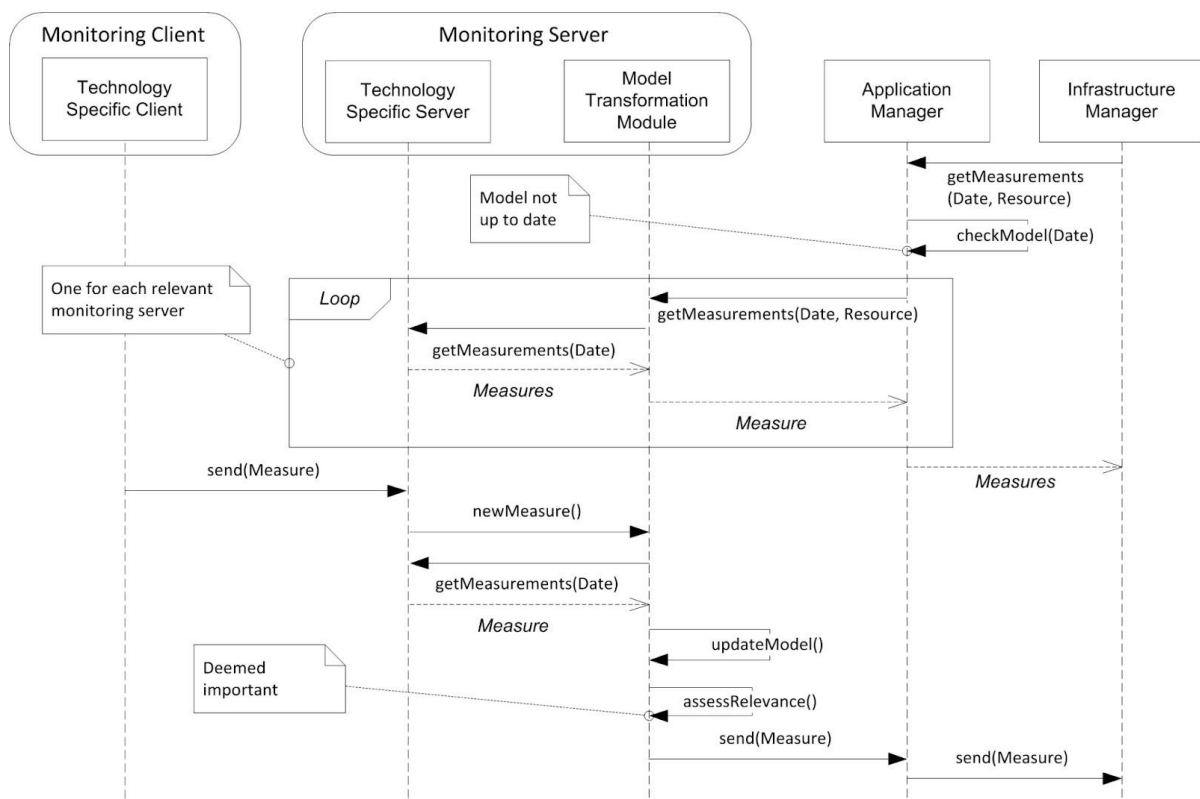 Monitoring Client
Monitoring Server
Technology
Specific Client
Technology
Specific Server
Model
Transformation
Module
Application
Manager
Infrastructure
Manager
getMeasurements
(Date, Resource)
Model not
up to date
checkModel(Date)
One for each relevant
monitoring server
Loop
getMeasurements(Date, Resource)
getMeasurements(Date)
Measures
Measure
send(Measure)
Measures
newMeasure()
getMeasurements(Date)
Measure
updateModel()
Deemed
important
assessRelevance()
send(Measure)
send(Measure)